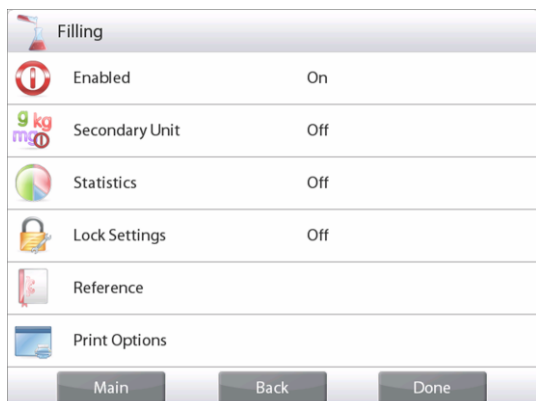 Filling
Enabled On
g kg
mg
Secondary Unit Off
Statistics Off
Lock Settings Off
Reference
Print Options
Main Back Done